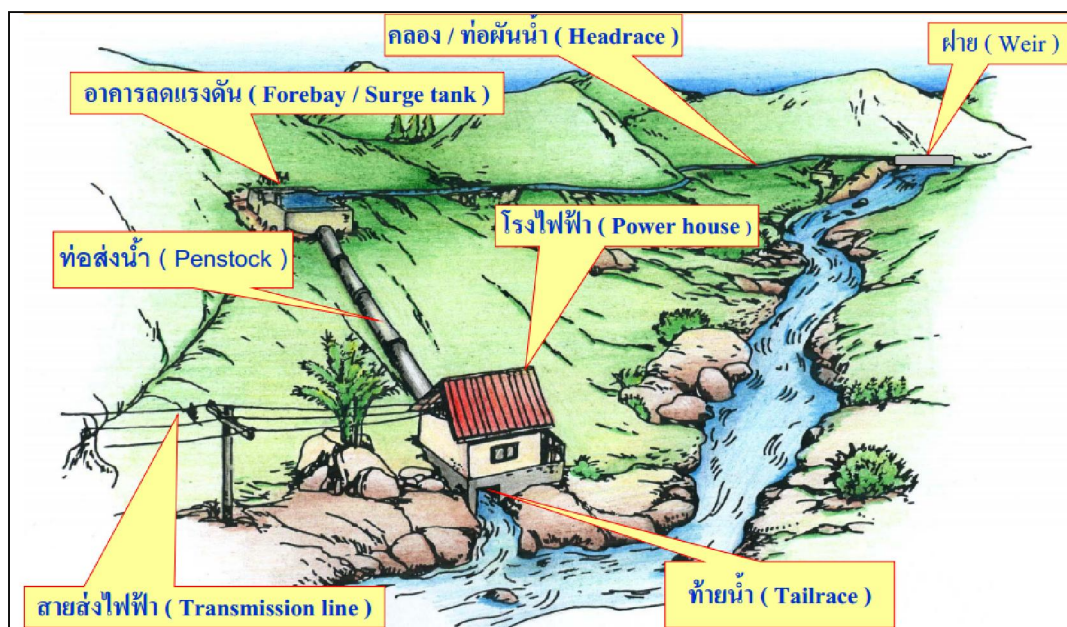 คลอง / ท่อผันน้ำ ( Headrace )
ฝาย ( Weir )
อาคารลดแรงดัน ( Forebay / Surge tank )
โรงไฟฟ้า ( Power house )
ท่อส่งน้ำ ( Penstock )
สายส่งไฟฟ้า ( Transmission line )
ท้ายน้ำ ( Tailrace )